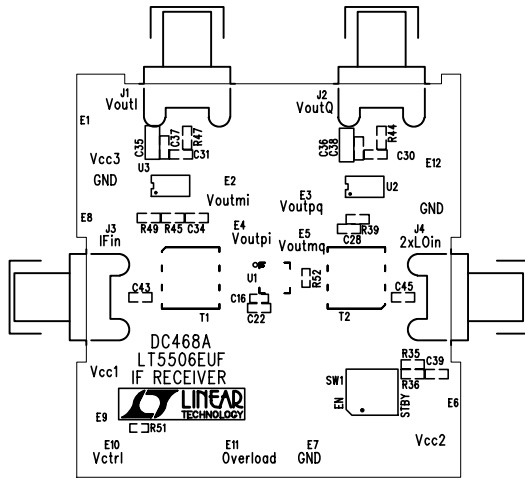 J1
VoutI
J2
VoutQ
E1
C35
C37
R47
C31
U3
C36
C38
R44
C30
E12
Vcc3
GND
E2
Voutmi
E3
Voutpq
U2
GND
E8
R49
R45
C34
E4
Voutpi
E5
Voutmq
R39
C28
J3
IFin
J4
2xLOin
U1
R52
C43
C16
C22
C45
T1
T2
DC468A
LT5506EUF
IF RECEIVER
LINEAR
TECHNOLOGY
Vcc1
R35
C39
R36
SW1
EN
STBY
E6
E9
R51
E10
Vctrl
E11
Overload
E7
GND
Vcc2